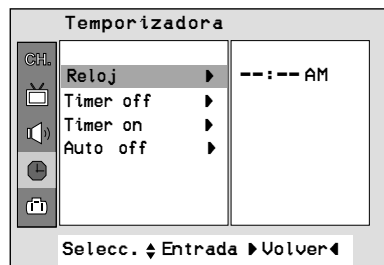 Temporizadora
CH.
Reloj ▶ --:-- AM
Timer off ▶
Timer on ▶
Auto off ▶
Selecc. ▲▼ Entrada ▶ Volver ◀